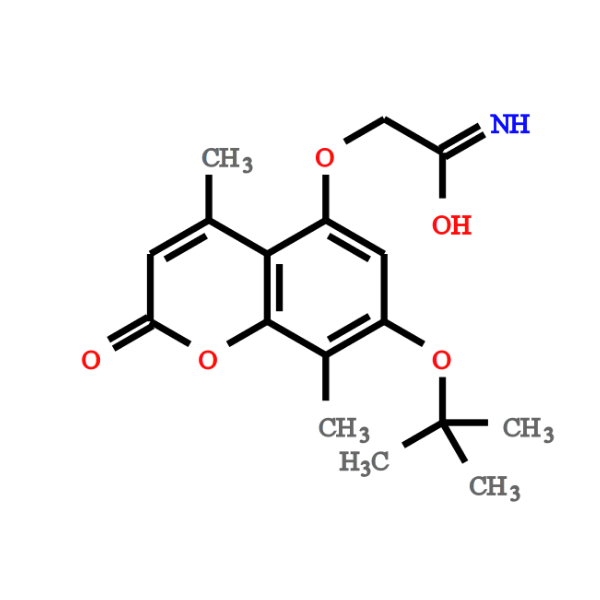 NH
CH3 O
OH
O O O
CH3 CH3
H3C
CH3